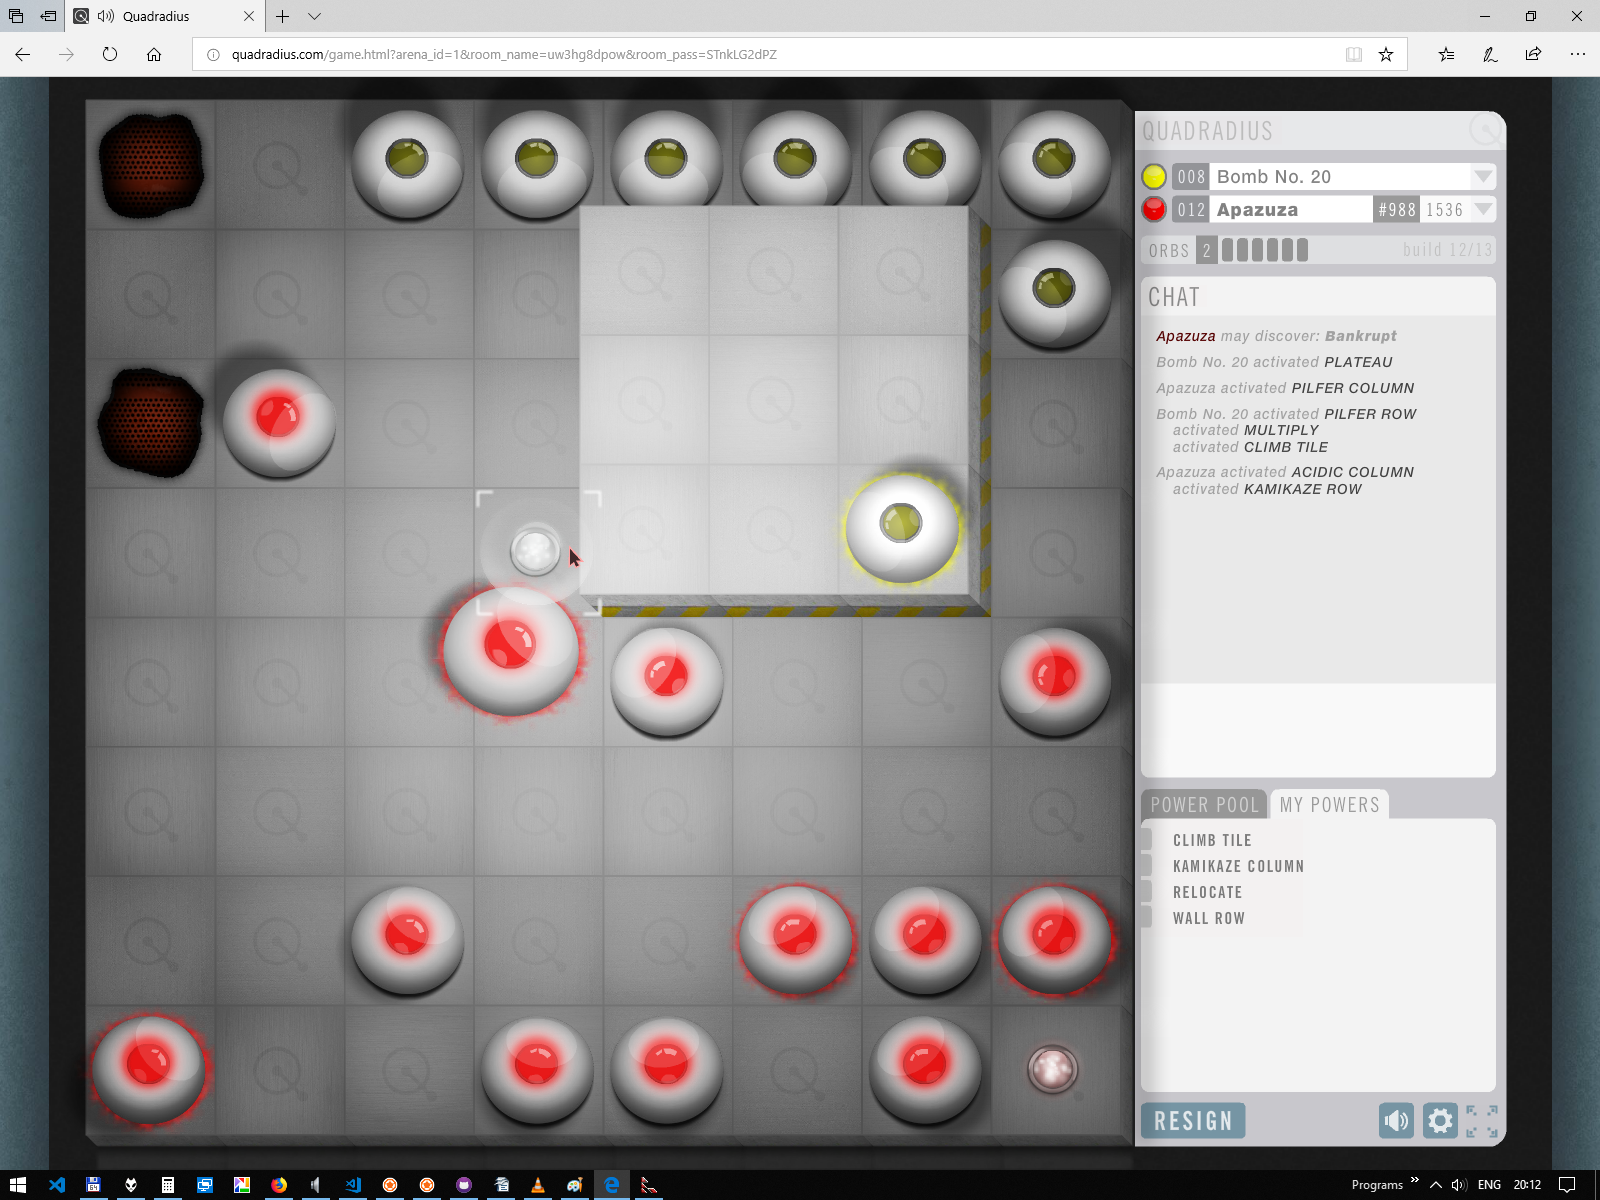 Quadradius
quadradius.com/game.html?arena_id=1&room_name=uw3hg8dpow&room_pass=STnkLG2dPZ
QUADRADIUS
008 Bomb No. 20
012 Apazuza #988 1536
ORBS 2 build 12/13
CHAT
Apazuza may discover: Bankrupt
Bomb No. 20 activated PLATEAU
Apazuza activated PILFER COLUMN
Bomb No. 20 activated PILFER ROW
activated MULTIPLY
activated CLIMB TILE
Apazuza activated ACIDIC COLUMN
activated KAMIKAZE ROW
POWER POOL MY POWERS
CLIMB TILE
KAMIKAZE COLUMN
RELOCATE
WALL ROW
RESIGN
64
Programs ENG 20:12